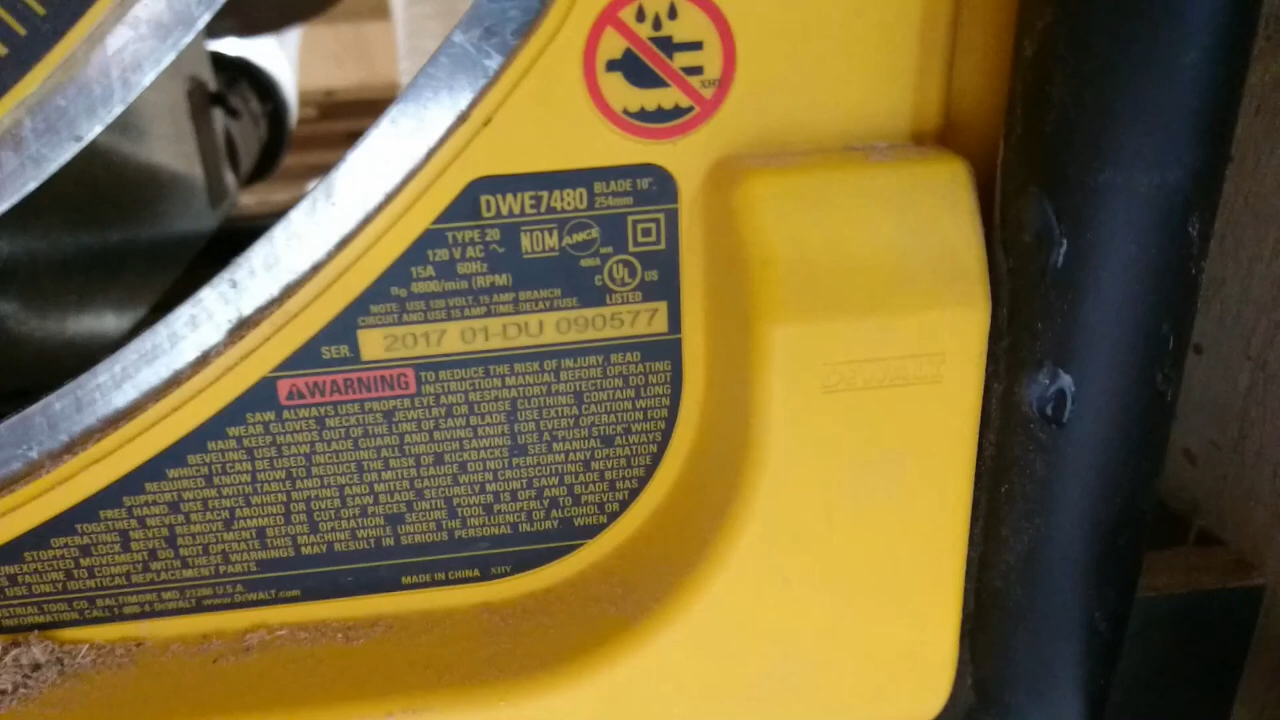 XHY
DWE7480 BLADE 10".
254mm
TYPE 20
120 V AC ~
15A 60Hz
n₀ 4800/min (RPM)
NOM ANCE
406A
C UL US
LISTED
NOTE: USE 120 VOLT, 15 AMP BRANCH
CIRCUIT AND USE 15 AMP TIME-DELAY FUSE.
SER. 2017 01-DU 090577
WARNING TO REDUCE THE RISK OF INJURY, READ
INSTRUCTION MANUAL BEFORE OPERATING
SAW. ALWAYS USE PROPER EYE AND RESPIRATORY PROTECTION. DO NOT
WEAR GLOVES, NECKTIES, JEWELRY OR LOOSE CLOTHING. CONTAIN LONG
HAIR. KEEP HANDS OUT OF THE LINE OF SAW BLADE - USE EXTRA CAUTION WHEN
BEVELING. USE SAW-BLADE GUARD AND RIVING KNIFE FOR EVERY OPERATION FOR
WHICH IT CAN BE USED, INCLUDING ALL THROUGH SAWING. USE A "PUSH STICK" WHEN
REQUIRED. KNOW HOW TO REDUCE THE RISK OF KICKBACKS - SEE MANUAL. ALWAYS
SUPPORT WORK WITH TABLE AND FENCE OR MITER GAUGE. DO NOT PERFORM ANY OPERATION
FREE HAND. USE FENCE WHEN RIPPING AND MITER GAUGE WHEN CROSSCUTTING. NEVER USE
TOGETHER. NEVER REACH AROUND OR OVER SAW BLADE. SECURELY MOUNT SAW BLADE BEFORE
OPERATING. NEVER REMOVE JAMMED OR CUT-OFF PIECES UNTIL POWER IS OFF AND BLADE HAS
STOPPED. LOCK BEVEL ADJUSTMENT BEFORE OPERATION. SECURE TOOL PROPERLY TO PREVENT
UNEXPECTED MOVEMENT. DO NOT OPERATE THIS MACHINE WHILE UNDER THE INFLUENCE OF ALCOHOL OR
FAILURE TO COMPLY WITH THESE WARNINGS MAY RESULT IN SERIOUS PERSONAL INJURY. WHEN
USE ONLY IDENTICAL REPLACEMENT PARTS.
MADE IN CHINA XHY
USTRIAL TOOL CO., BALTIMORE MD, 21286 U.S.A.
INFORMATION, CALL 1-800-4-DeWALT www.DeWALT.com
DeWALT